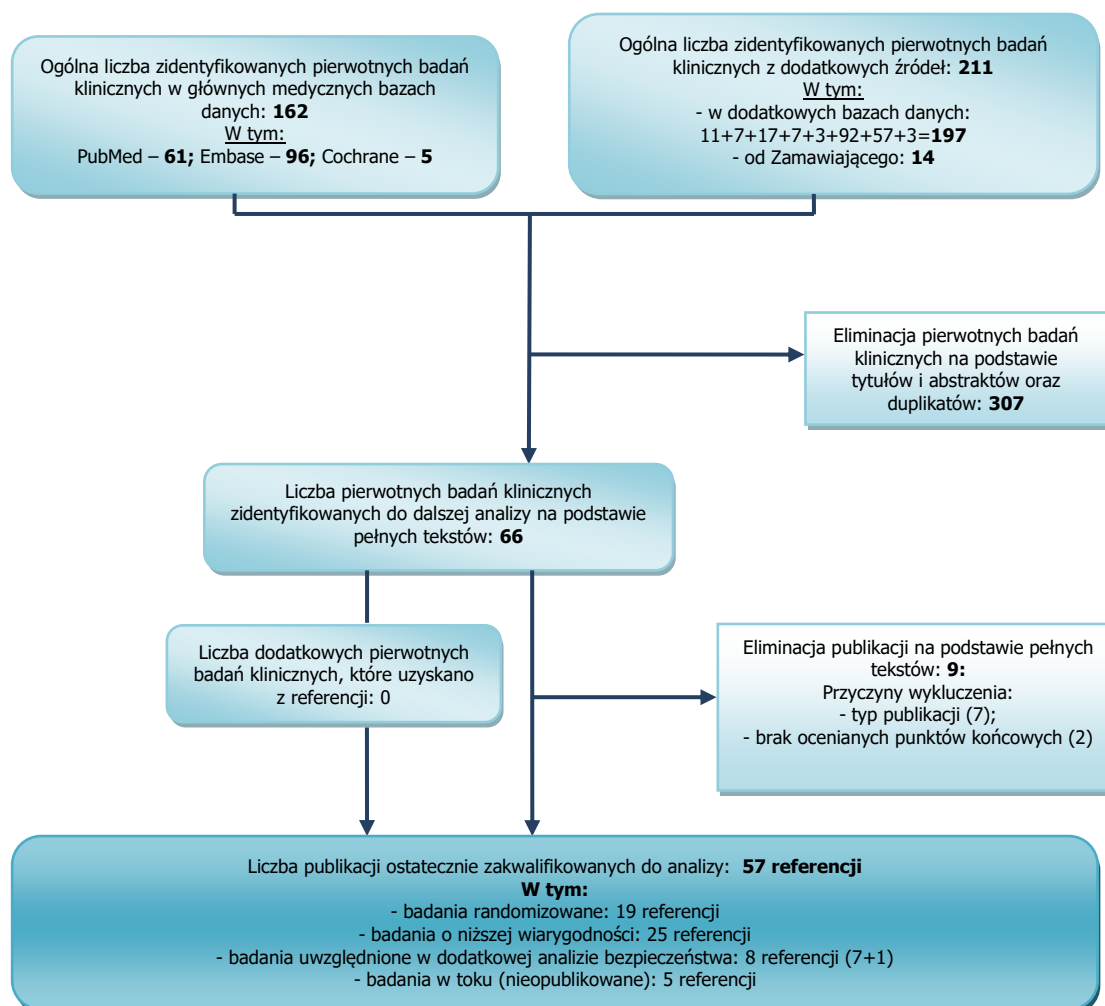 Ogólna liczba zidentyfikowanych pierwotnych badań
klinicznych w głównych medycznych bazach
danych: 162
W tym:
PubMed – 61; Embase – 96; Cochrane – 5
Ogólna liczba zidentyfikowanych pierwotnych badań
klinicznych z dodatkowych źródeł: 211
W tym:
- w dodatkowych bazach danych:
11+7+17+7+3+92+57+3=197
- od Zamawiającego: 14
Eliminacja pierwotnych badań
klinicznych na podstawie
tytułów i abstraktów oraz
duplikatów: 307
Liczba pierwotnych badań klinicznych
zidentyfikowanych do dalszej analizy na podstawie
pełnych tekstów: 66
Liczba dodatkowych pierwotnych
badań klinicznych, które uzyskano
z referencji: 0
Eliminacja publikacji na podstawie pełnych
tekstów: 9:
Przyczyny wykluczenia:
- typ publikacji (7);
- brak ocenianych punktów końcowych (2)
Liczba publikacji ostatecznie zakwalifikowanych do analizy: 57 referencji
W tym:
- badania randomizowane: 19 referencji
- badania o niższej wiarygodności: 25 referencji
- badania uwzględnione w dodatkowej analizie bezpieczeństwa: 8 referencji (7+1)
- badania w toku (nieopublikowane): 5 referencji